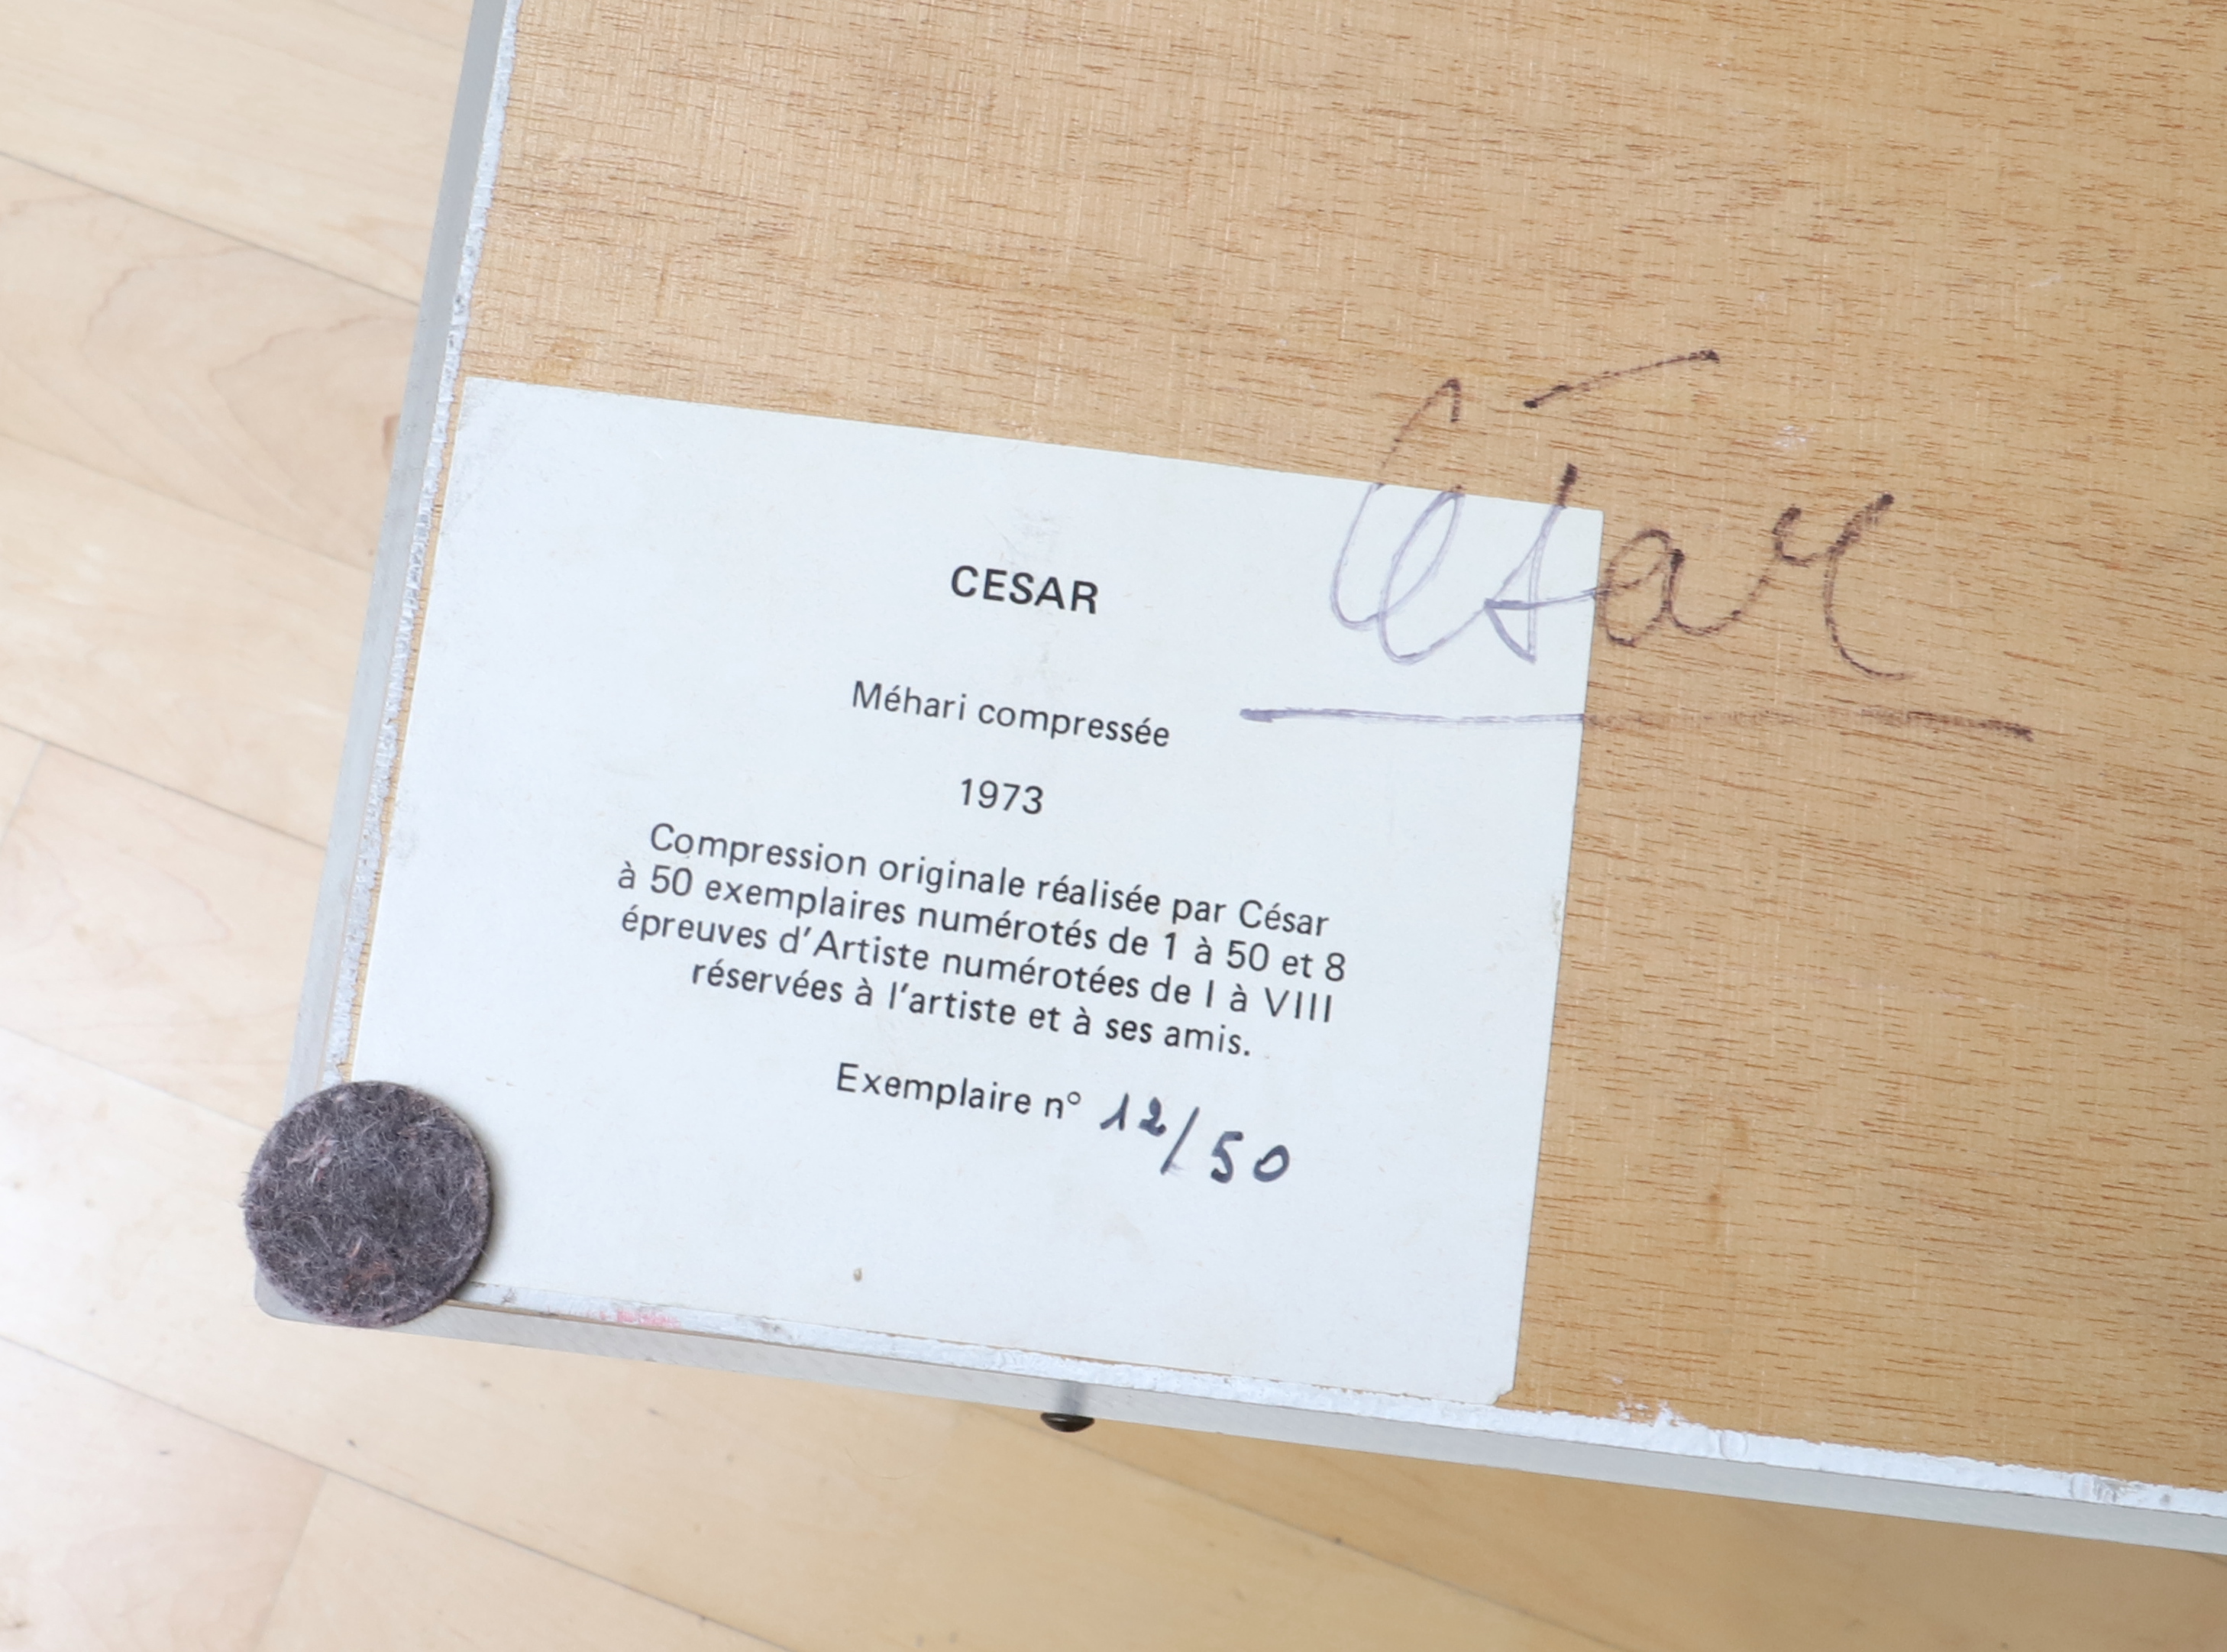 César
CESAR
Méhari compressée
1973
Compression originale réalisée par César
à 50 exemplaires numérotés de 1 à 50 et 8
épreuves d'Artiste numérotées de I à VIII
réservées à l'artiste et à ses amis.
Exemplaire n° 12/50